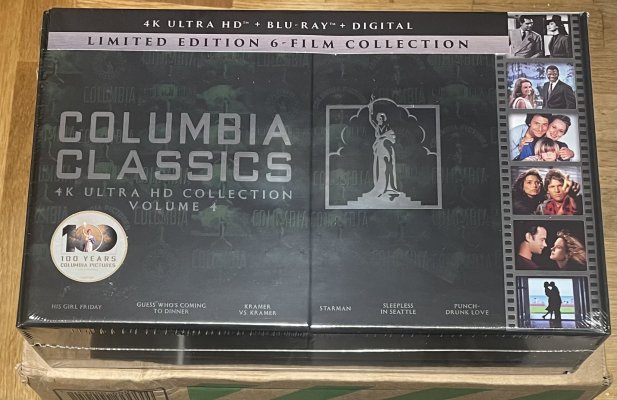 4K ULTRA HD™ + BLU-RAY™ + DIGITAL
LIMITED EDITION 6-FILM COLLECTION
COLUMBIA
CLASSICS
4K ULTRA HD COLLECTION
VOLUME 4
100
100 YEARS
COLUMBIA PICTURES
HIS GIRL FRIDAY
GUESS WHO'S COMING
TO DINNER
KRAMER
VS. KRAMER
STARMAN
SLEEPLESS
IN SEATTLE
PUNCH-
DRUNK LOVE